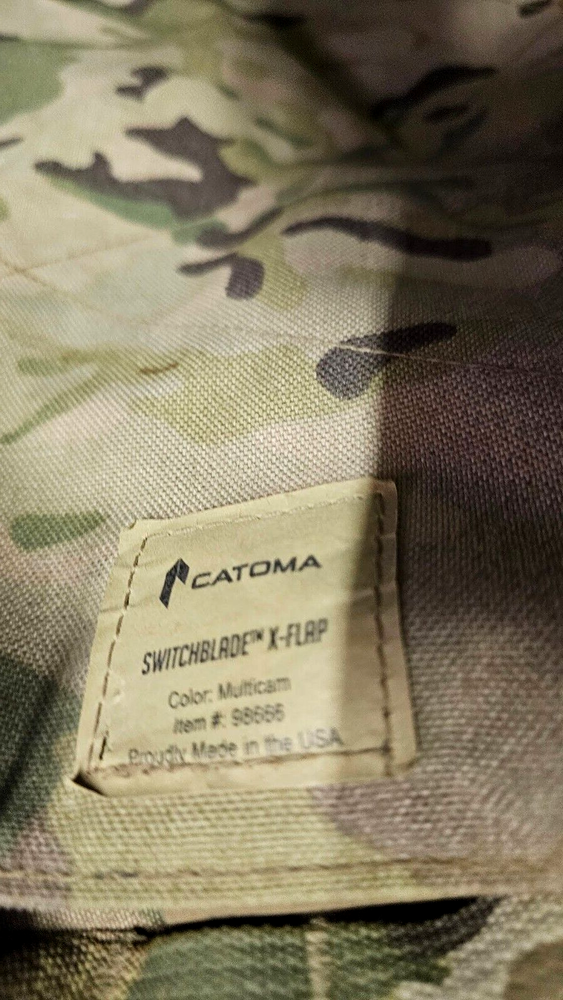 CATOMA
SWITCHBLADE™ X-FLAP
Color: Multicam
Item #: 98666
Proudly Made in the USA